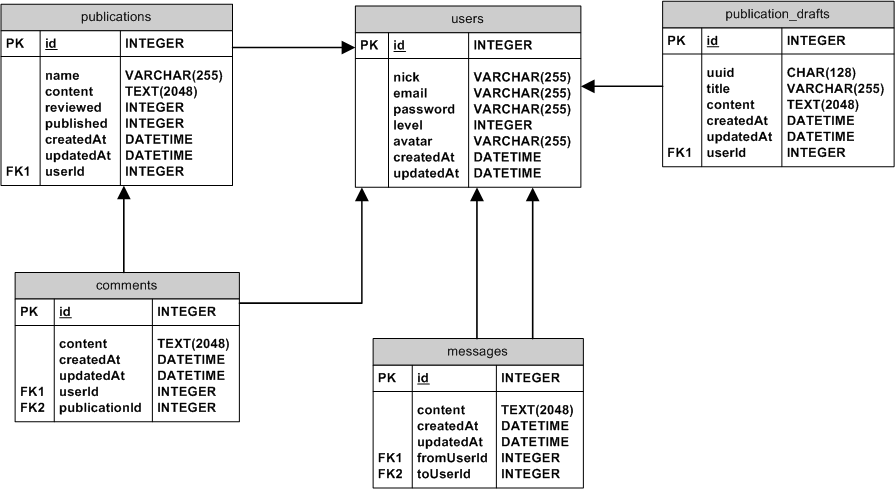 publications
PK id INTEGER
name VARCHAR(255)
content TEXT(2048)
reviewed INTEGER
published INTEGER
createdAt DATETIME
updatedAt DATETIME
FK1 userId INTEGER
users
PK id INTEGER
nick VARCHAR(255)
email VARCHAR(255)
password VARCHAR(255)
level INTEGER
avatar VARCHAR(255)
createdAt DATETIME
updatedAt DATETIME
publication_drafts
PK id INTEGER
uuid CHAR(128)
title VARCHAR(255)
content TEXT(2048)
createdAt DATETIME
updatedAt DATETIME
FK1 userId INTEGER
comments
PK id INTEGER
content TEXT(2048)
createdAt DATETIME
updatedAt DATETIME
FK1 userId INTEGER
FK2 publicationId INTEGER
messages
PK id INTEGER
content TEXT(2048)
createdAt DATETIME
updatedAt DATETIME
FK1 fromUserId INTEGER
FK2 toUserId INTEGER